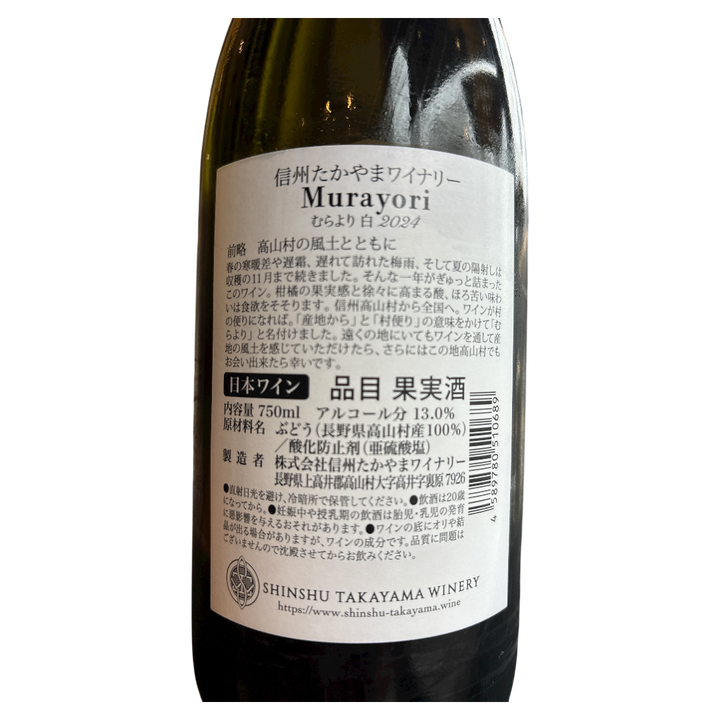 信州たかやまワイナリー
Murayori
むらより 白 2024
前略　高山村の風土とともに
春の寒暖差や遅霜、遅れて訪れた梅雨、そして夏の陽射しは
収穫の11月まで続きました。そんな一年がぎゅっと詰まった
このワイン。柑橘の果実感と徐々に高まる酸、ほろ苦い味わ
いは食欲をそそります。信州高山村から全国へ。ワインが村
の便りになれば。「産地から」と「村便り」の意味をかけて「む
らより」と名付けました。遠くの地にいてもワインを通して産
地の風土を感じていただけたら、さらにはこの地高山村でも
お会い出来たら幸いです。
日本ワイン 品目 果実酒
内容量 750ml アルコール分 13.0%
原材料名 ぶどう(長野県高山村産100%)
／酸化防止剤(亜硫酸塩)
製造者 株式会社信州たかやまワイナリー
長野県上高井郡高山村大字高井字裏原7926
●直射日光を避け、冷暗所で保管してください。●飲酒は20歳
になってから。●妊娠中や授乳期の飲酒は胎児・乳児の発育
に悪影響を与えるおそれがあります。●ワインの底にオリや結
晶が出る場合がありますが、ワインの成分です。品質に問題は
ございませんので沈殿させてからお飲みください。
4 589780 510689
SHINSHU TAKAYAMA WINERY
https://www.shinshu-takayama.wine